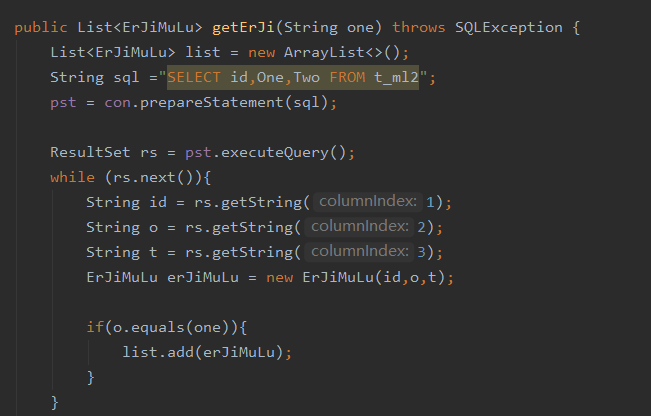 public List<ErJiMuLu> getErJi(String one) throws SQLException {
List<ErJiMuLu> list = new ArrayList<>();
String sql ="SELECT id,One,Two FROM t_ml2";
pst = con.prepareStatement(sql);
ResultSet rs = pst.executeQuery();
while (rs.next()){
String id = rs.getString( columnIndex: 1);
String o = rs.getString( columnIndex: 2);
String t = rs.getString( columnIndex: 3);
ErJiMuLu erJiMuLu = new ErJiMuLu(id,o,t);
if(o.equals(one)){
list.add(erJiMuLu);
}
}